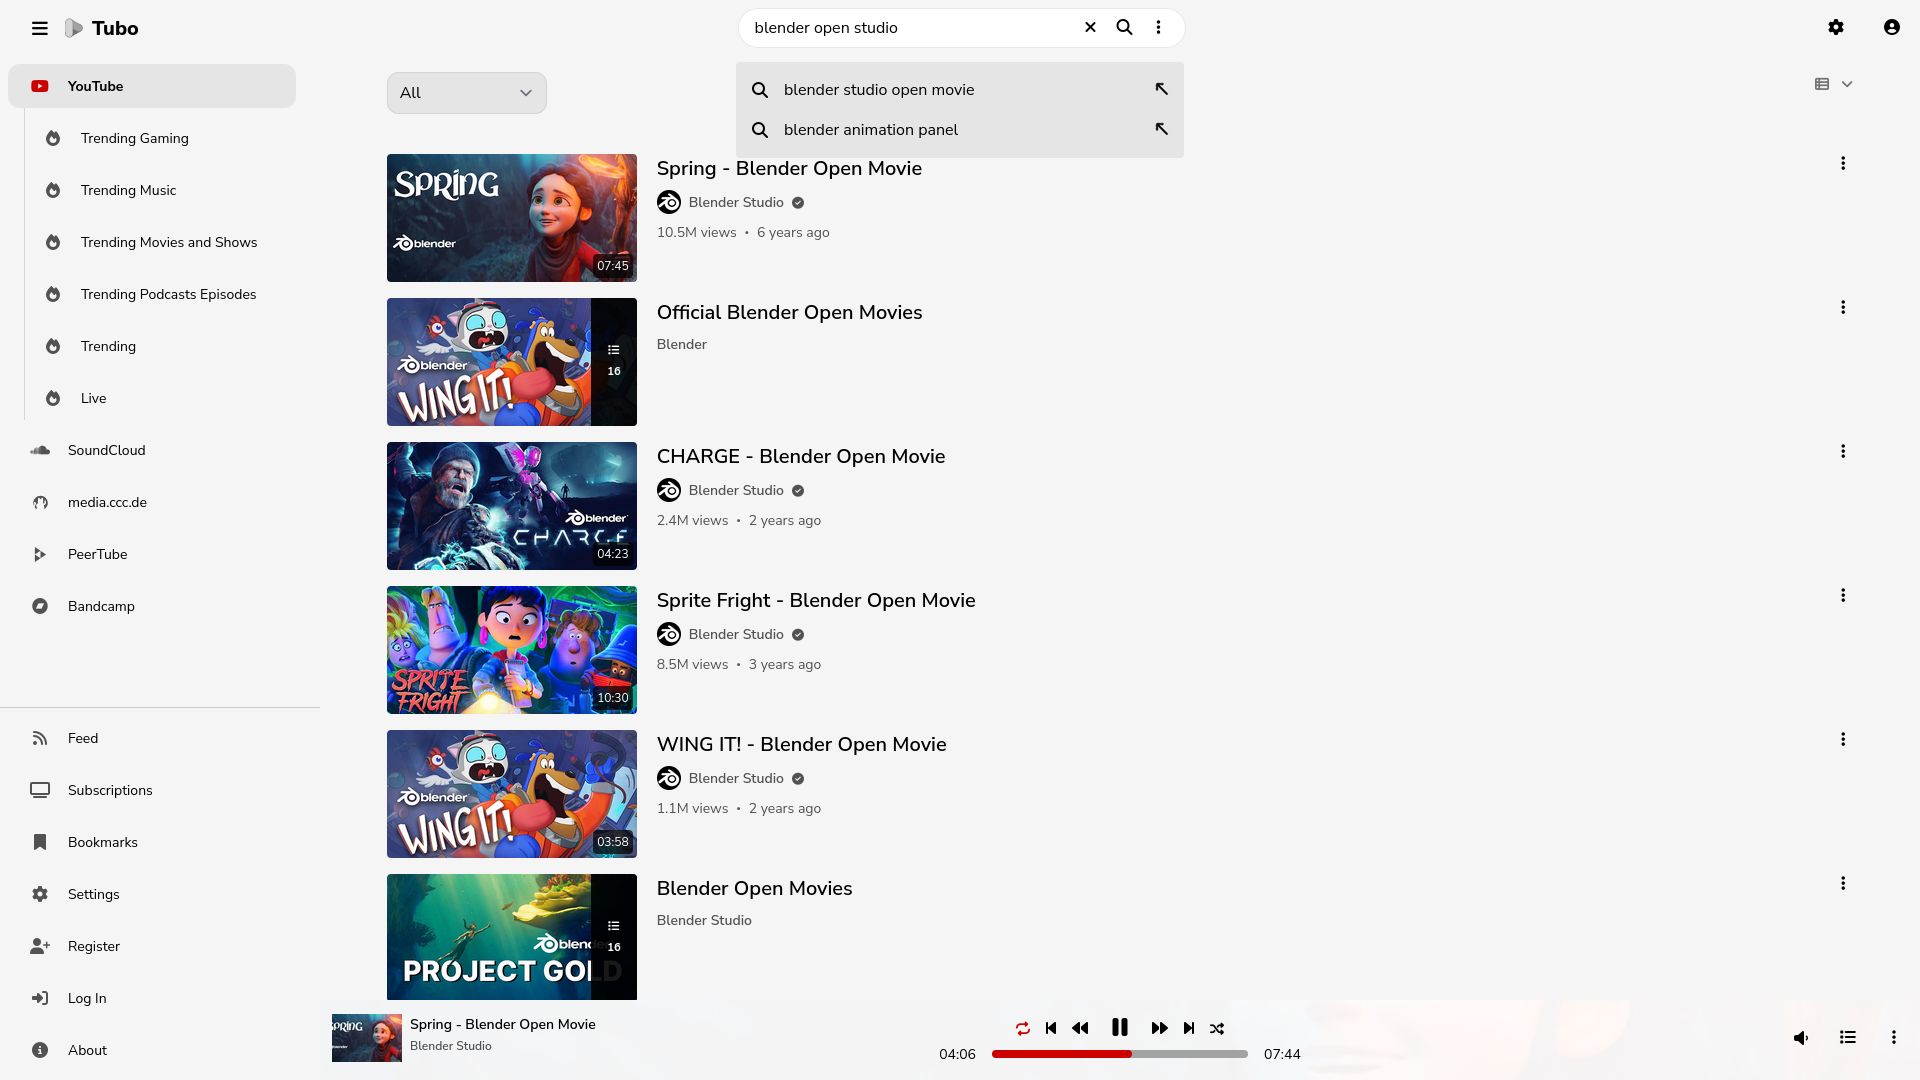 Tubo
blender open studio
YouTube
Trending Gaming
Trending Music
Trending Movies and Shows
Trending Podcasts Episodes
Trending
Live
SoundCloud
media.ccc.de
PeerTube
Bandcamp
Feed
Subscriptions
Bookmarks
Settings
Register
Log In
About
All
blender studio open movie
blender animation panel
SPRING
blender
07:45
Spring - Blender Open Movie
Blender Studio
10.5M views • 6 years ago
blender
WING IT!
16
Official Blender Open Movies
Blender
blender
CHARGE
04:23
CHARGE - Blender Open Movie
Blender Studio
2.4M views • 2 years ago
SPRITE
FRIGHT
10:30
Sprite Fright - Blender Open Movie
Blender Studio
8.5M views • 3 years ago
blender
WING IT!
03:58
WING IT! - Blender Open Movie
Blender Studio
1.1M views • 2 years ago
blender
PROJECT GOLD
16
Blender Open Movies
Blender Studio
SPRING
Spring - Blender Open Movie
Blender Studio
04:06
07:44